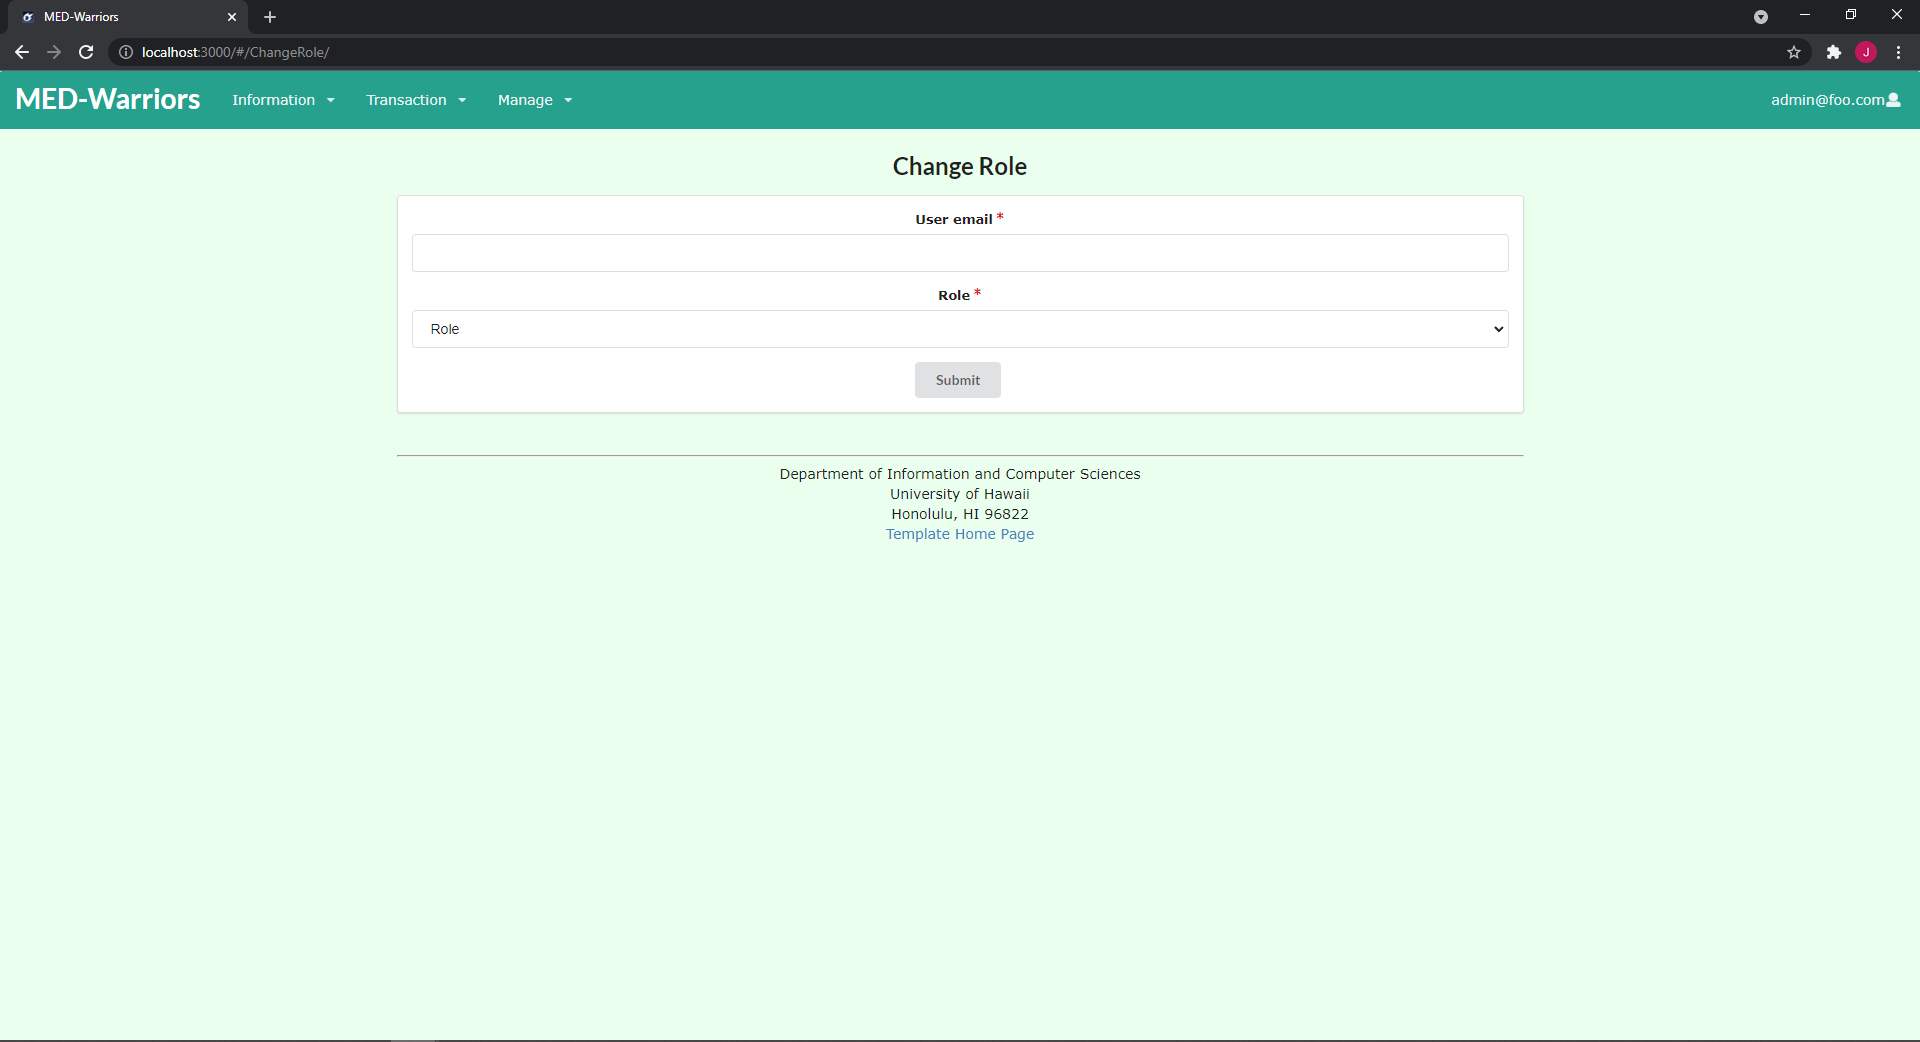 MED-Warriors
localhost:3000/#/ChangeRole/
J
MED-Warriors
Information
Transaction
Manage
admin@foo.com
Change Role
User email *
Role *
Role
Submit
Department of Information and Computer Sciences
University of Hawaii
Honolulu, HI 96822
Template Home Page